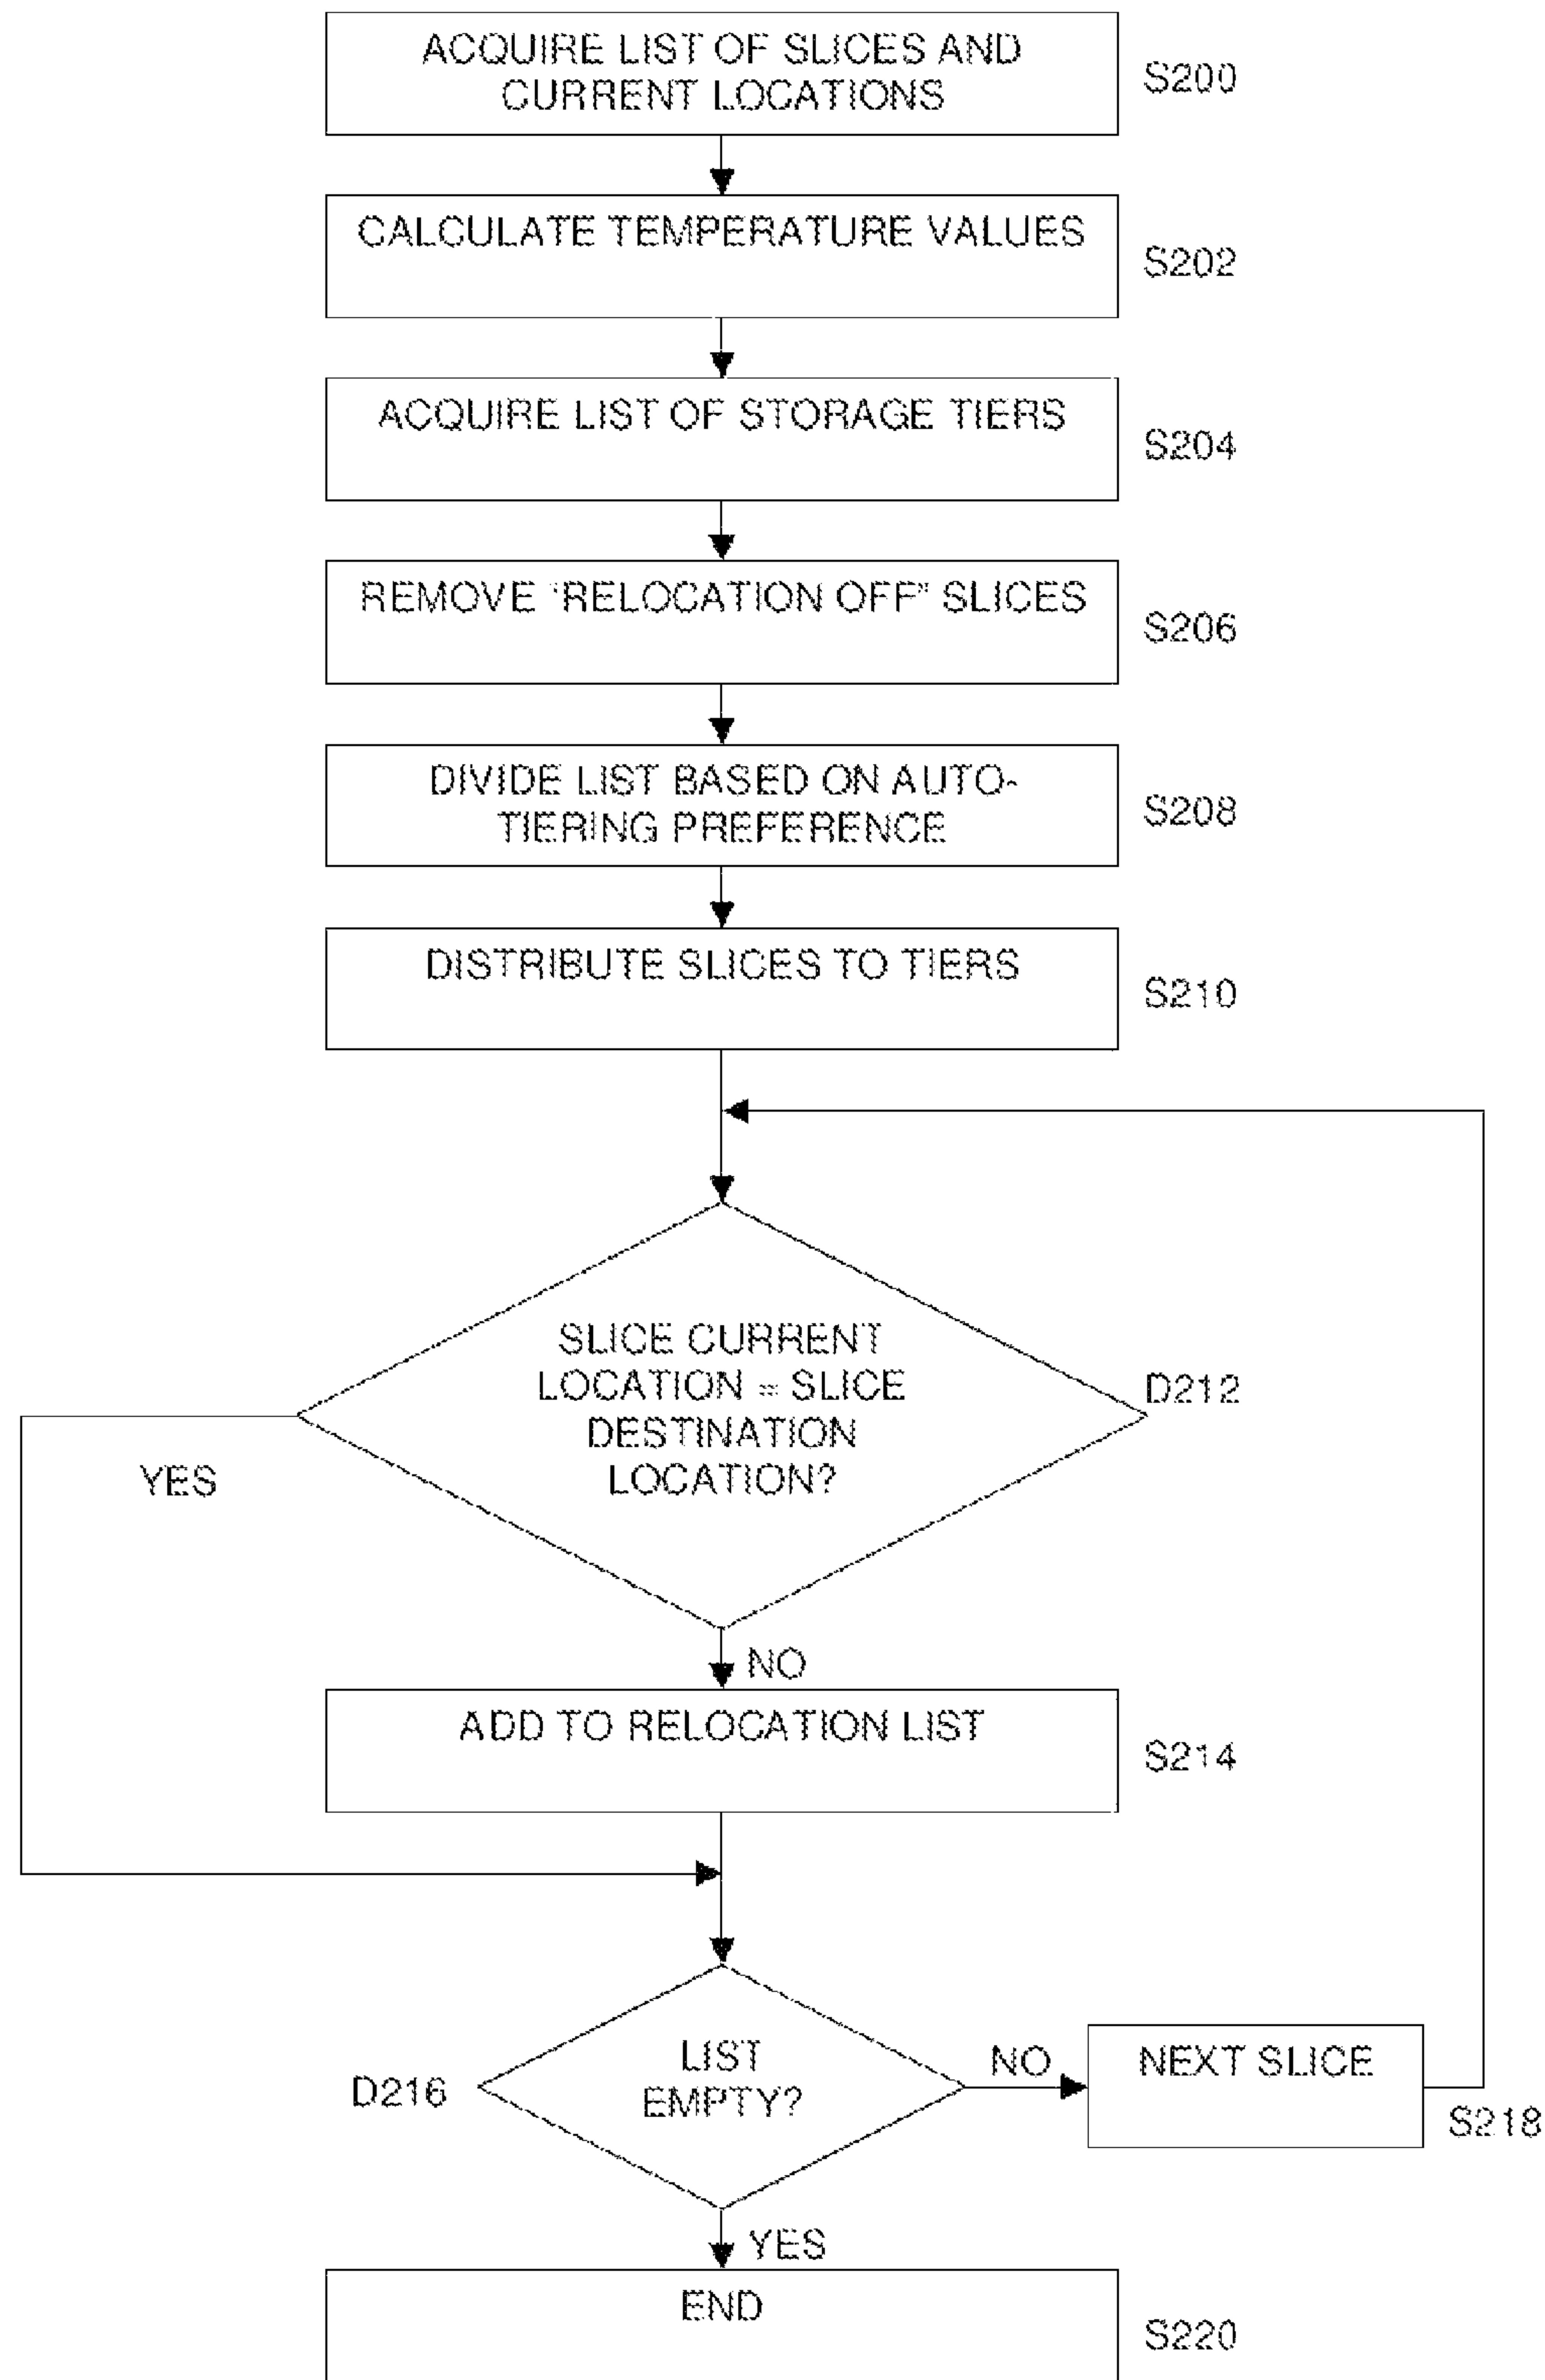 ACQUIRE LIST OF SLICES AND
CURRENT LOCATIONS
S200
CALCULATE TEMPERATURE VALUES
S202
ACQUIRE LIST OF STORAGE TIERS
S204
REMOVE "RELOCATION OFF" SLICES
S206
DIVIDE LIST BASED ON AUTO-
TIERING PREFERENCE
S208
DISTRIBUTE SLICES TO TIERS
S210
SLICE CURRENT
LOCATION = SLICE
DESTINATION
LOCATION?
D212
YES
NO
ADD TO RELOCATION LIST
S214
LIST
EMPTY?
D216
NO
NEXT SLICE
S218
YES
END
S220